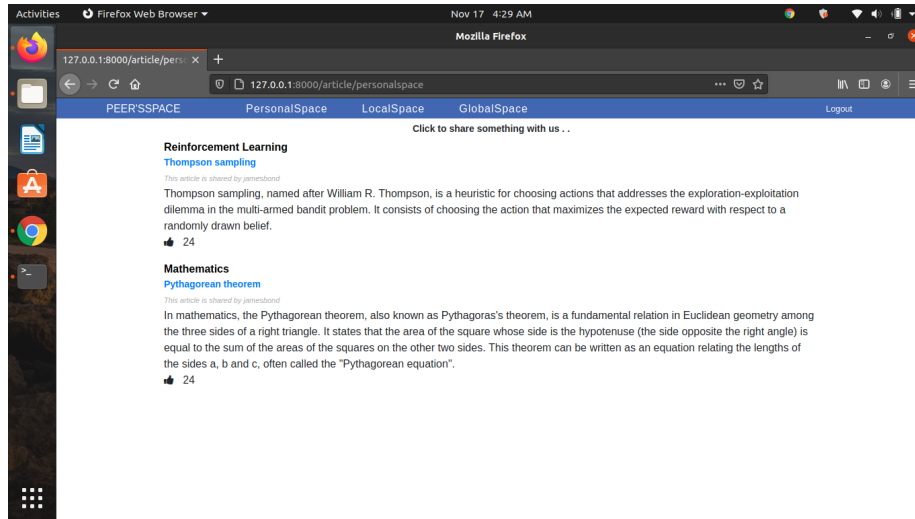 Activities Firefox Web Browser Nov 17 4:29 AM
Mozilla Firefox
127.0.0.1:8000/article/perso
127.0.0.1:8000/article/personalspace
PEER'SSPACE PersonalSpace LocalSpace GlobalSpace Logout
Click to share something with us . .
Reinforcement Learning
Thompson sampling
This article is shared by jamesbond
Thompson sampling, named after William R. Thompson, is a heuristic for choosing actions that addresses the exploration-exploitation
dilemma in the multi-armed bandit problem. It consists of choosing the action that maximizes the expected reward with respect to a
randomly drawn belief.
24
Mathematics
Pythagorean theorem
This article is shared by jamesbond
In mathematics, the Pythagorean theorem, also known as Pythagoras's theorem, is a fundamental relation in Euclidean geometry among
the three sides of a right triangle. It states that the area of the square whose side is the hypotenuse (the side opposite the right angle) is
equal to the sum of the areas of the squares on the other two sides. This theorem can be written as an equation relating the lengths of
the sides a, b and c, often called the "Pythagorean equation".
24